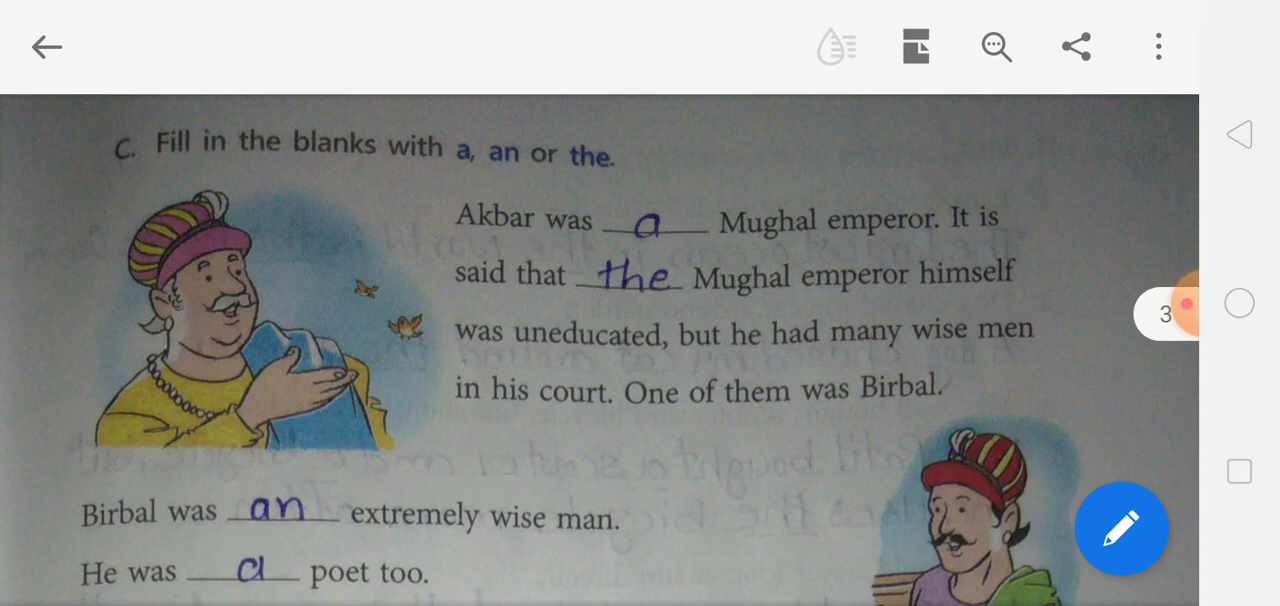 C. Fill in the blanks with a, an or the.
Akbar was a Mughal emperor. It is
said that the Mughal emperor himself
was uneducated, but he had many wise men
in his court. One of them was Birbal.
Birbal was an extremely wise man.
He was a poet too.
3